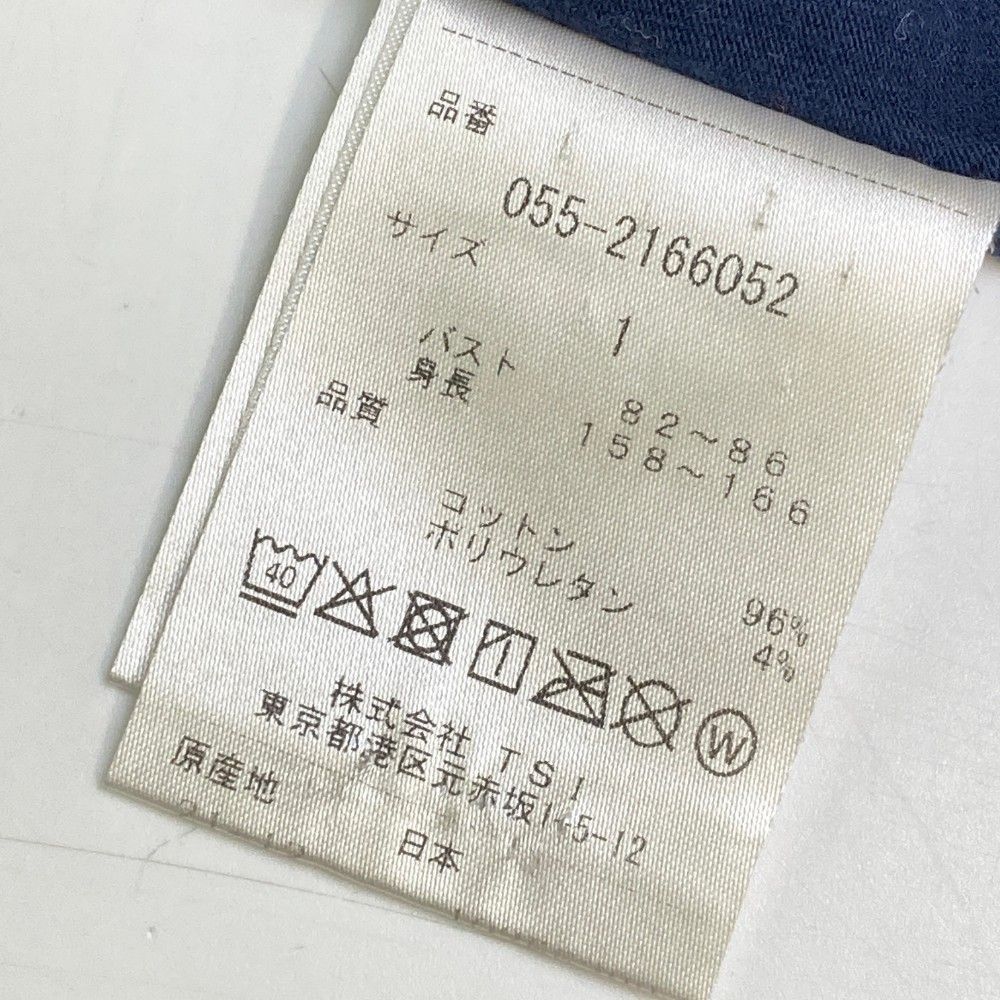 品番
055-2166052
サイズ
1
バスト 82～86
身長 158～166
品質
コットン 96%
ポリウレタン 4%
40
W
株式会社 TSI
東京都港区元赤坂1-5-12
原産地
日本